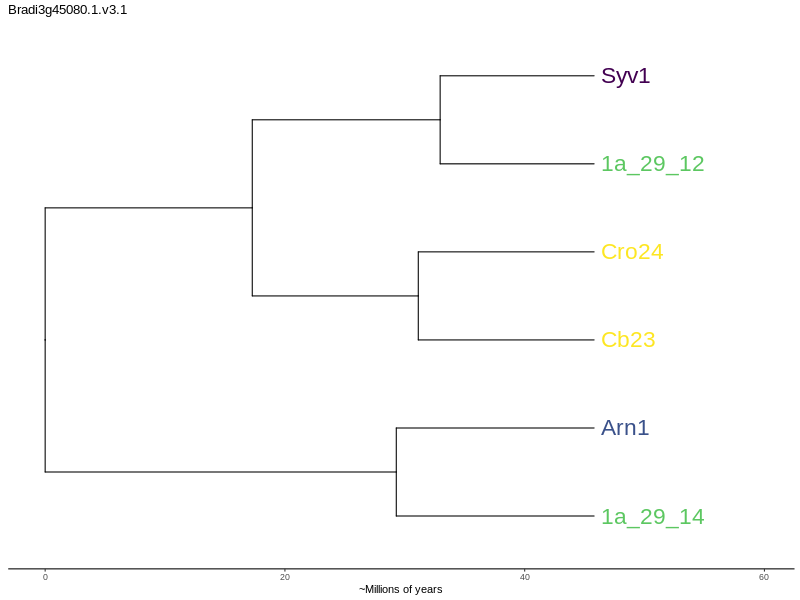 Bradi3g45080.1.v3.1
Syv1
1a_29_12
Cro24
Cb23
Arn1
1a_29_14
0 20 40 60
~Millions of years